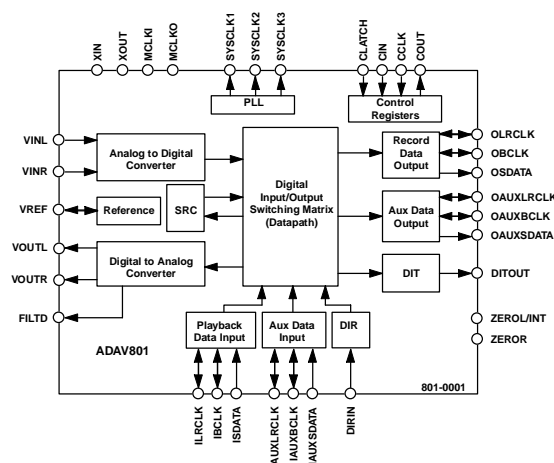 XIN
XOUT
MCLKI
MCLKO
SYSCLK1
SYSCLK2
SYSCLK3
CLATCH
CIN
CCLK
COUT
PLL
Control
Registers
VINL
VINR
VREF
VOUTL
VOUTR
FILTD
Analog to Digital
Converter
Reference
SRC
Digital to Analog
Converter
Digital
Input/Output
Switching Matrix
(Datapath)
Record
Data
Output
Aux Data
Output
DIT
OLRCLK
OBCLK
OSDATA
OAUXLRCLK
OAUXBCLK
OAUXSDATA
DITOUT
ZEROL/INT
ZEROR
Playback
Data Input
Aux Data
Input
DIR
ADAV801
801-0001
ILRCLK
IBCLK
ISDATA
IAUXLRCLK
IAUXBCLK
IAUXSDATA
DIRIN